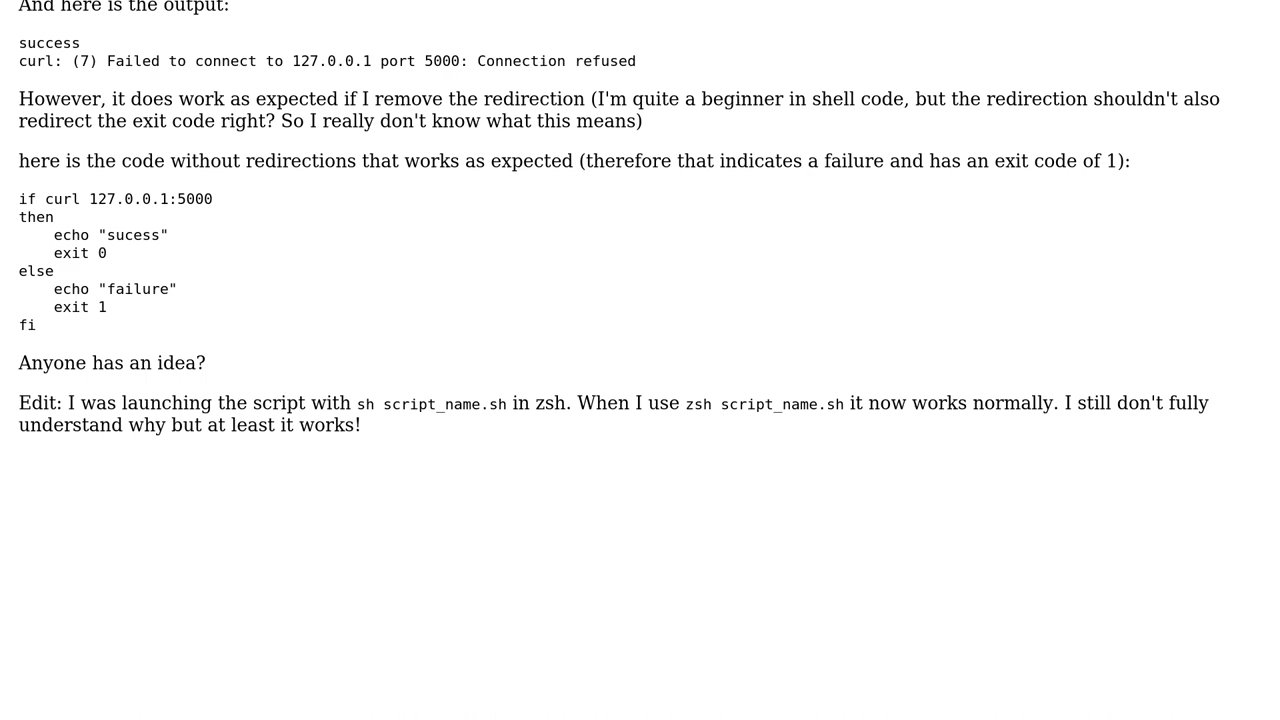 And here is the output:
success
curl: (7) Failed to connect to 127.0.0.1 port 5000: Connection refused
However, it does work as expected if I remove the redirection (I'm quite a beginner in shell code, but the redirection shouldn't also
redirect the exit code right? So I really don't know what this means)
here is the code without redirections that works as expected (therefore that indicates a failure and has an exit code of 1):
if curl 127.0.0.1:5000
then
    echo "sucess"
    exit 0
else
    echo "failure"
    exit 1
fi
Anyone has an idea?
Edit: I was launching the script with sh script_name.sh in zsh. When I use zsh script_name.sh it now works normally. I still don't fully
understand why but at least it works!